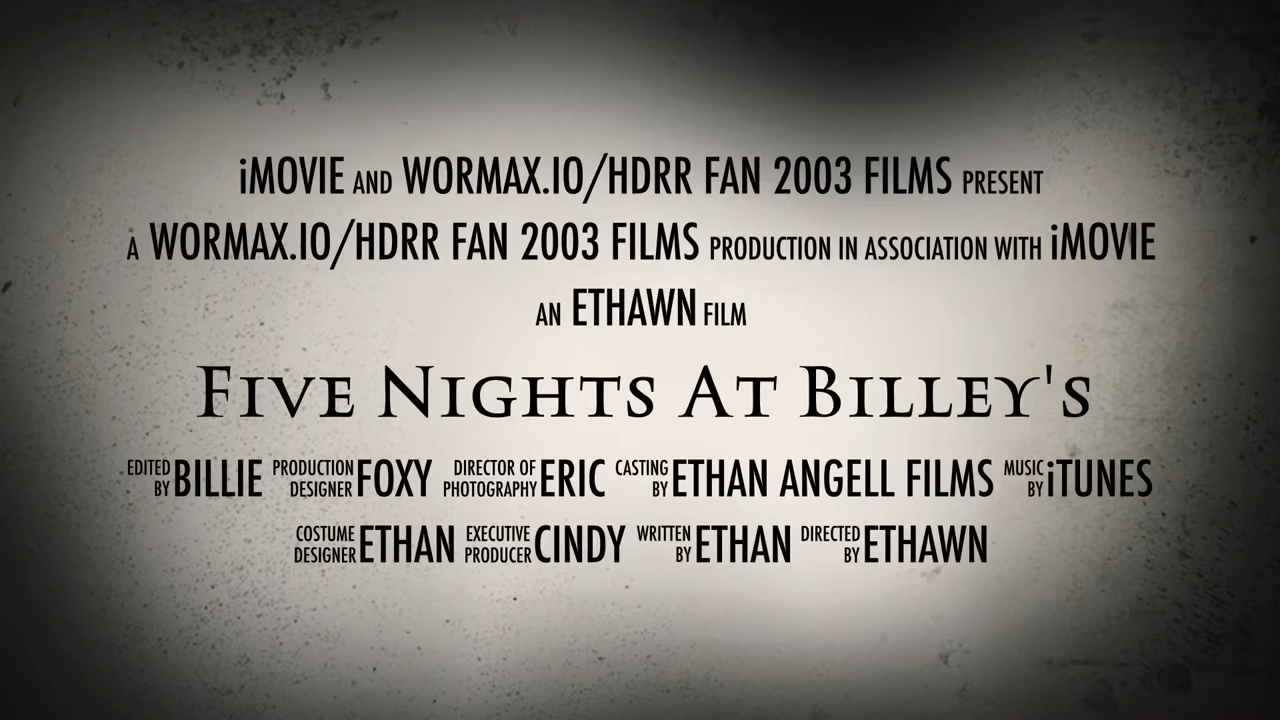 iMOVIE AND WORMAX.IO/HDRR FAN 2003 FILMS PRESENT
A WORMAX.IO/HDRR FAN 2003 FILMS PRODUCTION IN ASSOCIATION WITH iMOVIE
AN ETHAWN FILM
FIVE NIGHTS AT BILLEY'S
EDITED BY BILLIE PRODUCTION DESIGNER FOXY DIRECTOR OF PHOTOGRAPHY ERIC CASTING BY ETHAN ANGELL FILMS MUSIC BY iTUNES
COSTUME DESIGNER ETHAN EXECUTIVE PRODUCER CINDY WRITTEN BY ETHAN DIRECTED BY ETHAWN